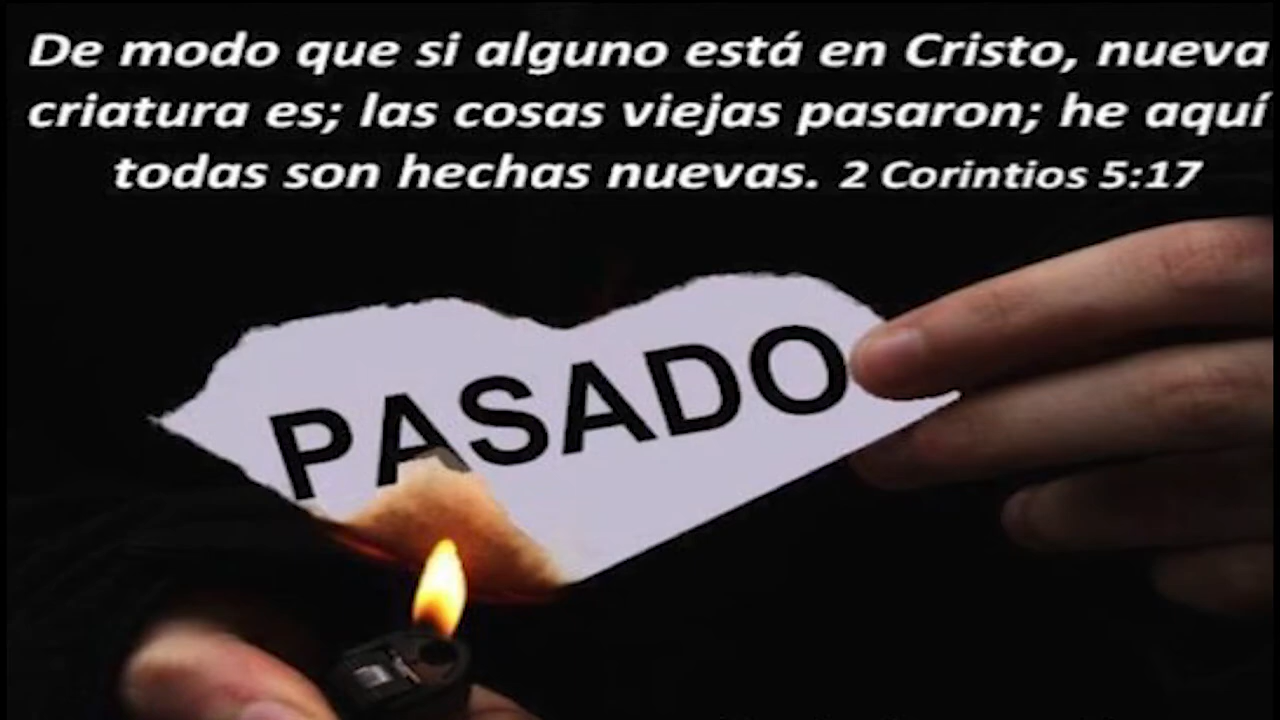 De modo que si alguno está en Cristo, nueva
criatura es; las cosas viejas pasaron; he aquí
todas son hechas nuevas. 2 Corintios 5:17
PASADO